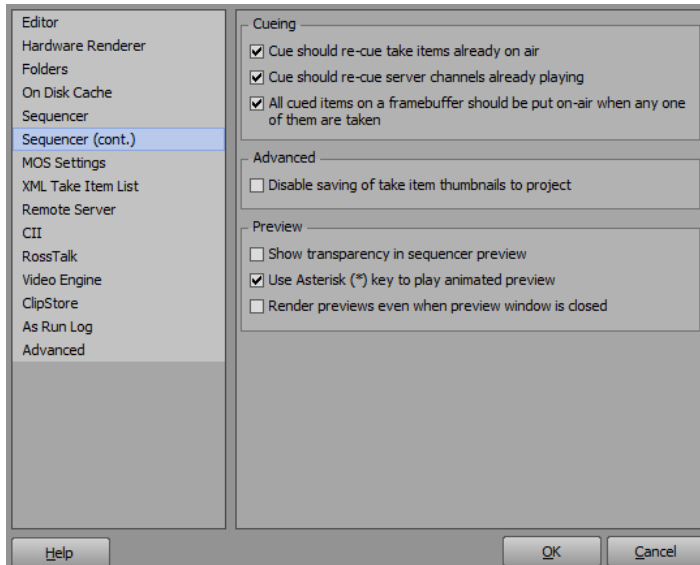 Editor
Hardware Renderer
Folders
On Disk Cache
Sequencer
Sequencer (cont.)
MOS Settings
XML Take Item List
Remote Server
CII
RossTalk
Video Engine
ClipStore
As Run Log
Advanced
Cueing
Cue should re-cue take items already on air
Cue should re-cue server channels already playing
All cued items on a framebuffer should be put on-air when any one
of them are taken
Advanced
Disable saving of take item thumbnails to project
Preview
Show transparency in sequencer preview
Use Asterisk (*) key to play animated preview
Render previews even when preview window is closed
Help
OK
Cancel